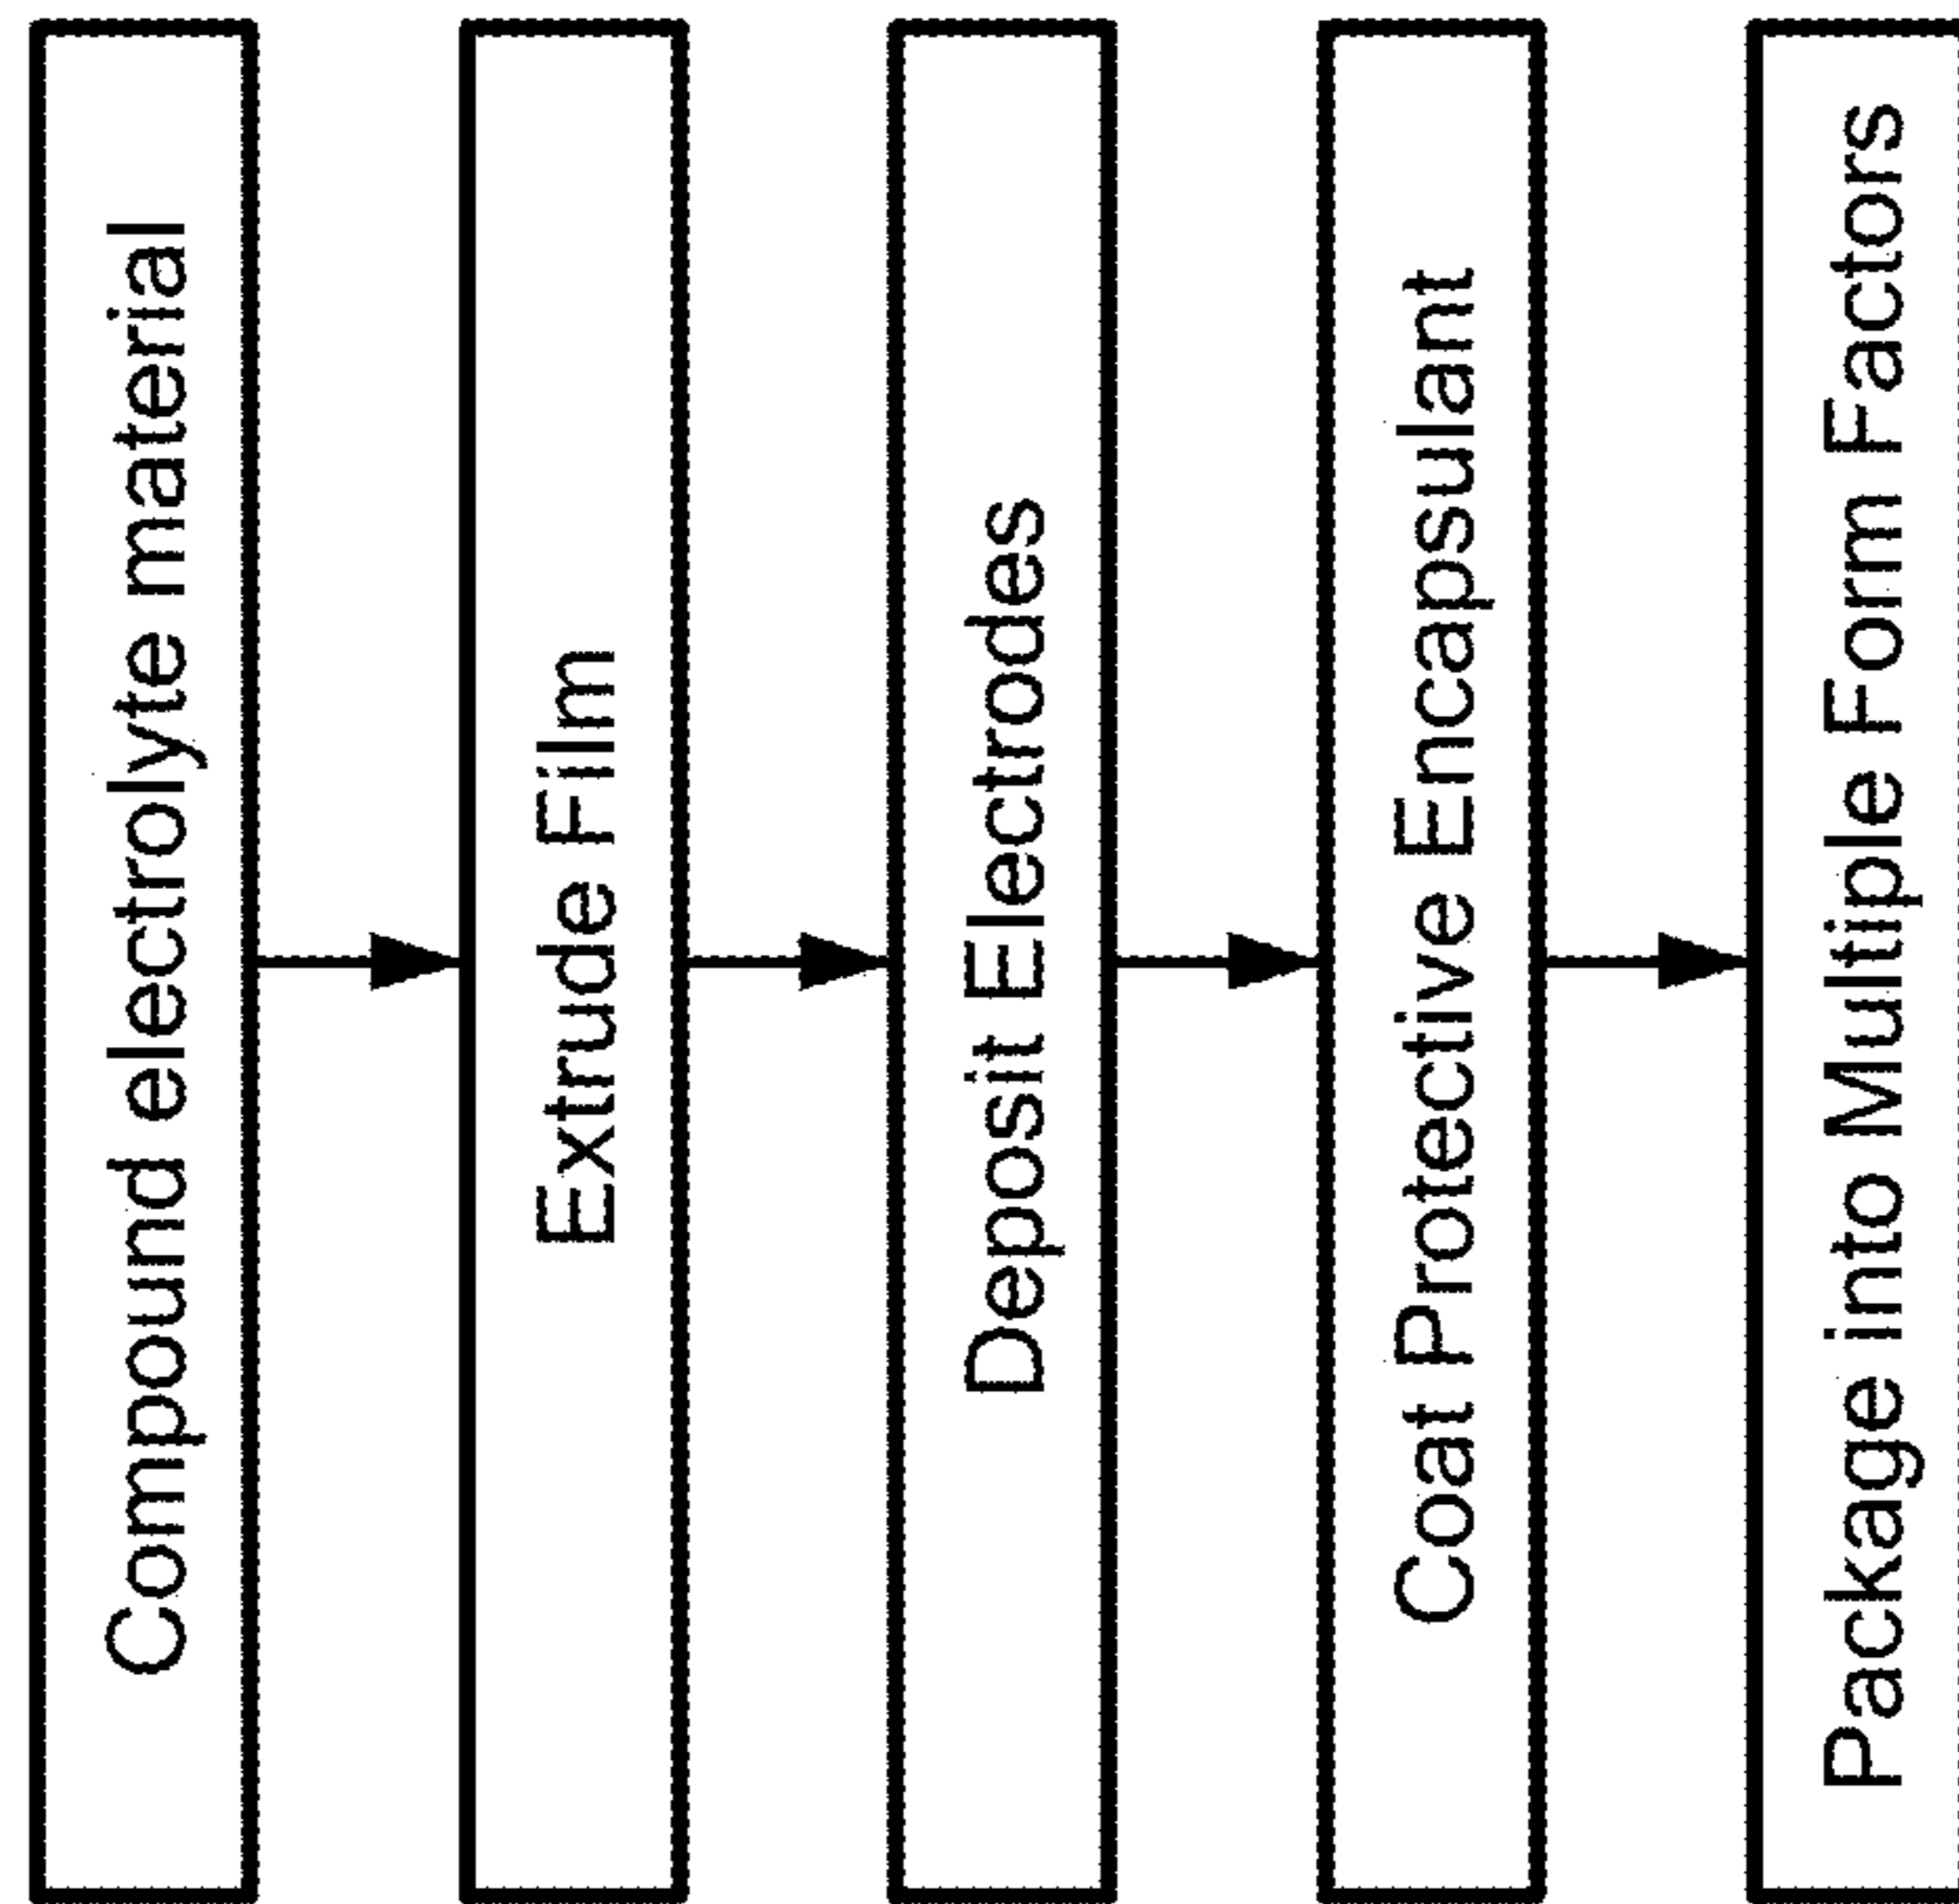 Compound electrolyte material
Extrude Film
Deposit Electrodes
Coat Protective Encapsulant
Package into Multiple Form Factors